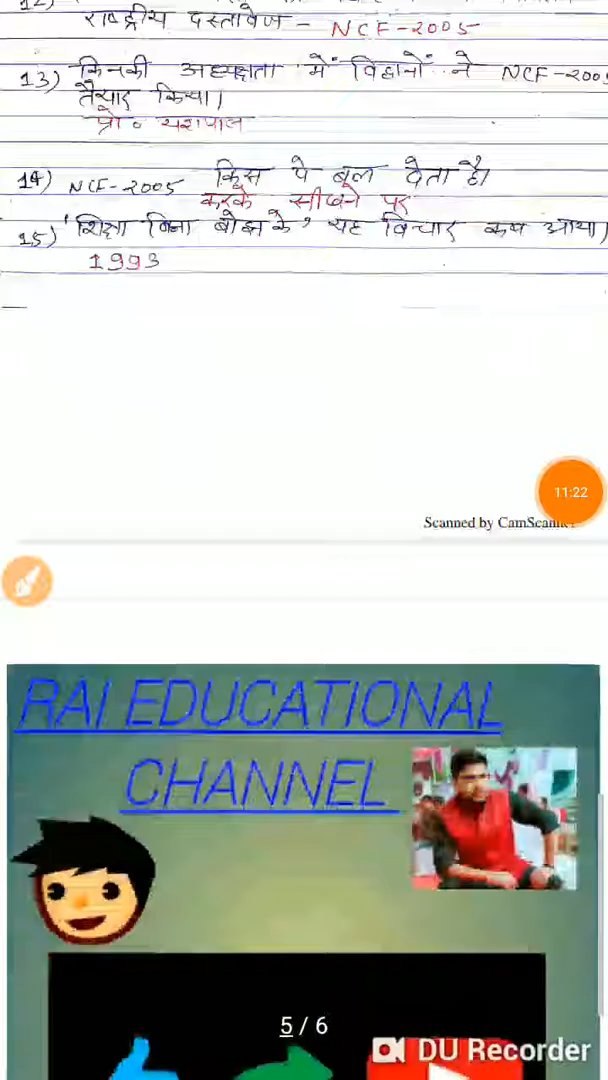 12)
राष्ट्रीय दस्तावेज - NCF-2005
13) किनकी अध्यक्षता में विद्वानों ने NCF-2005
तैयार किया।
प्रो० यशपाल
14) NCF-2005 किस पे बल देता है।
करके सीखने पर
15) 'शिक्षा बिना बोझ के' यह विचार कब आया।
1993
11:22
Scanned by CamScanner
RAI EDUCATIONAL
CHANNEL
5 / 6
DU Recorder